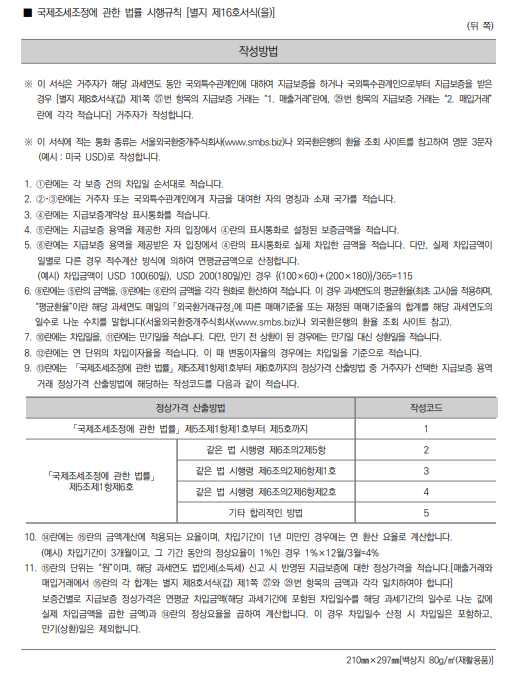 ■ 국제조세조정에 관한 법률 시행규칙 [별지 제16호서식(을)]
(뒤 쪽)
작성방법
※ 이 서식은 거주자가 해당 과세연도 동안 국외특수관계인에 대하여 지급보증을 하거나 국외특수관계인으로부터 지급보증을 받은
경우 [별지 제8호서식(갑) 제1쪽 ㉗번 항목의 지급보증 거래는 "1. 매출거래"란에, ㉙번 항목의 지급보증 거래는 "2. 매입거래"
란에 각각 적습니다] 거주자가 작성합니다.
※ 이 서식에 적는 통화 종류는 서울외국환중개주식회사(www.smbs.biz)나 외국환은행의 환율 조회 사이트를 참고하여 영문 3문자
(예시 : 미국 USD)로 작성합니다.
1. ①란에는 각 보증 건의 차입일 순서대로 적습니다.
2. ②·③란에는 거주자 또는 국외특수관계인에게 자금을 대여한 자의 명칭과 소재 국가를 적습니다.
3. ④란에는 지급보증계약상 표시통화를 적습니다.
4. ⑤란에는 지급보증 용역을 제공한 자의 입장에서 ④란의 표시통화로 설정된 보증금액을 적습니다.
5. ⑥란에는 지급보증 용역을 제공받은 자 입장에서 ④란의 표시통화로 실제 차입한 금액을 적습니다. 다만, 실제 차입금액이
일별로 다른 경우 적수계산 방식에 의하여 연평균금액으로 산정합니다.
(예시) 차입금액이 USD 100(60일), USD 200(180일)인 경우 {(100×60)+(200×180)}/365=115
6. ⑧란에는 ⑤란의 금액을, ⑨란에는 ⑥란의 금액을 각각 원화로 환산하여 적습니다. 이 경우 과세연도의 평균환율(최초 고시)을 적용하며,
"평균환율"이란 해당 과세연도 매일의 「외국환거래규정」에 따른 매매기준율 또는 재정된 매매기준율의 합계를 해당 과세연도의
일수로 나눈 수치를 말합니다(서울외국환중개주식회사(www.smbs.biz)나 외국환은행의 환율 조회 사이트 참고).
7. ⑩란에는 차입일을, ⑪란에는 만기일을 적습니다. 다만, 만기 전 상환이 된 경우에는 만기일 대신 상환일을 적습니다.
8. ⑫란에는 연 단위의 차입이자율을 적습니다. 이 때 변동이자율의 경우에는 차입일을 기준으로 적습니다.
9. ⑬란에는 「국제조세조정에 관한 법률」제5조제1항제1호부터 제6호까지의 정상가격 산출방법 중 거주자가 선택한 지급보증 용역
거래 정상가격 산출방법에 해당하는 작성코드를 다음과 같이 적습니다.
정상가격 산출방법 작성코드
「국제조세조정에 관한 법률」제5조제1항제1호부터 제5호까지 1
「국제조세조정에 관한 법률」
제5조제1항제6호
같은 법 시행령 제6조의2제5항 2
같은 법 시행령 제6조의2제6항제1호 3
같은 법 시행령 제6조의2제6항제2호 4
기타 합리적인 방법 5
10. ⑭란에는 ⑮란의 금액계산에 적용되는 요율이며, 차입기간이 1년 미만인 경우에는 연 환산 요율로 계산합니다.
(예시) 차입기간이 3개월이고, 그 기간 동안의 정상요율이 1%인 경우 1%×12월/3월=4%
11. ⑮란의 단위는 "원"이며, 해당 과세연도 법인세(소득세) 신고 시 반영된 지급보증에 대한 정상가격을 적습니다.[매출거래와
매입거래에서 ⑮란의 각 합계는 별지 제8호서식(갑) 제1쪽 ㉗와 ㉙번 항목의 금액과 각각 일치하여야 합니다]
보증건별로 지급보증 정상가격은 연평균 차입금액(해당 과세기간에 포함된 차입일수를 해당 과세기간의 일수로 나눈 값에
실제 차입금액을 곱한 금액)과 ⑭란의 정상요율을 곱하여 계산합니다. 이 경우 차입일수 산정 시 차입일은 포함하고,
만기(상환)일은 제외합니다.
210㎜×297㎜[백상지 80g/㎡(재활용품)]